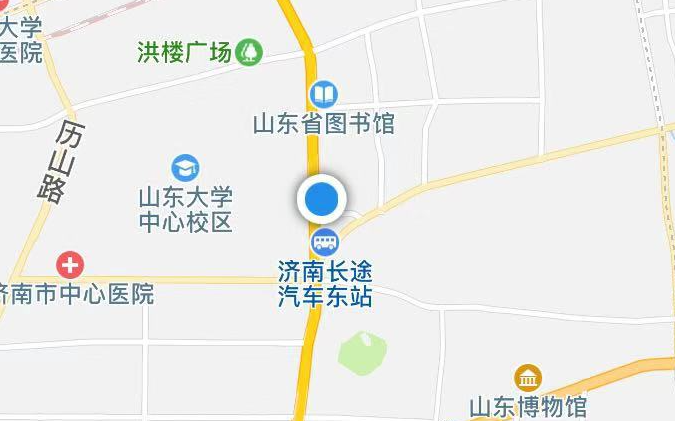 大学
医院
洪楼广场
山东省图书馆
历山路
山东大学
中心校区
济南市中心医院
济南长途
汽车东站
山东博物馆